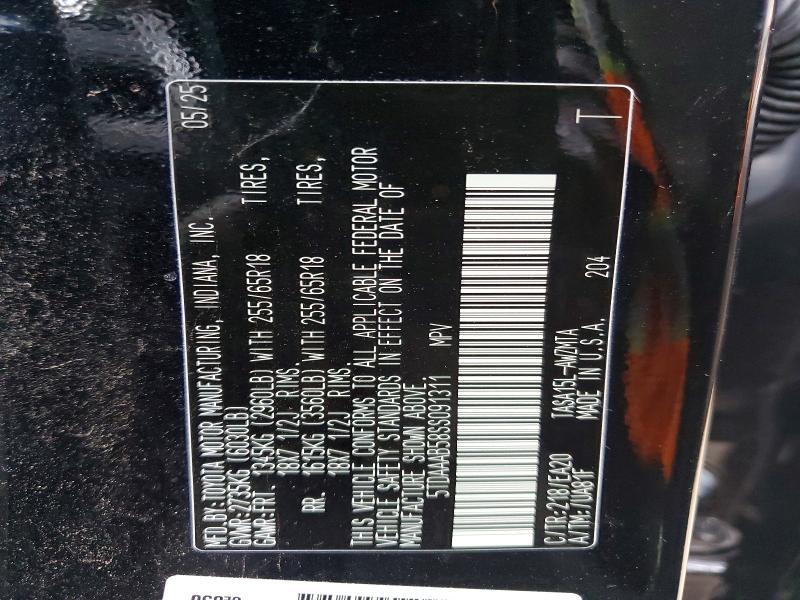 MFD.BY:TOYOTA MOTOR MANUFACTURING, INDIANA, INC. 05/25
GVWR:2735KG (6030LB)
GAWR:FRT. 1345KG (2960LB) WITH 255/65R18 TIRES,
18X7 1/2J RIMS.
RR. 1615KG (3560LB) WITH 255/65R18 TIRES,
18X7 1/2J RIMS.
THIS VEHICLE CONFORMS TO ALL APPLICABLE FEDERAL MOTOR
VEHICLE SAFETY STANDARDS IN EFFECT ON THE DATE OF
MANUFACTURE SHOWN ABOVE.
5TDAAAB58SS091311 MPV
C/TR:218/EA20 TASA15L-AWZMTA
A/TM:/UA81F MADE IN U.S.A. 204 T